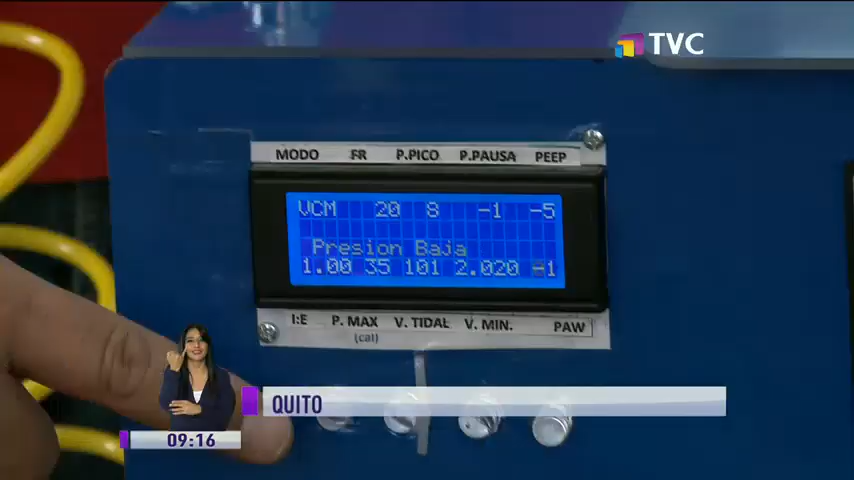 TVC
MODO FR P.PICO P.PAUSA PEEP
VCM 20 8 -1 -5
Presion Baja
1.00 35 101 2.020 -1
I:E P. MAX V. TIDAL V. MIN. PAW
(cal)
QUITO
09:16